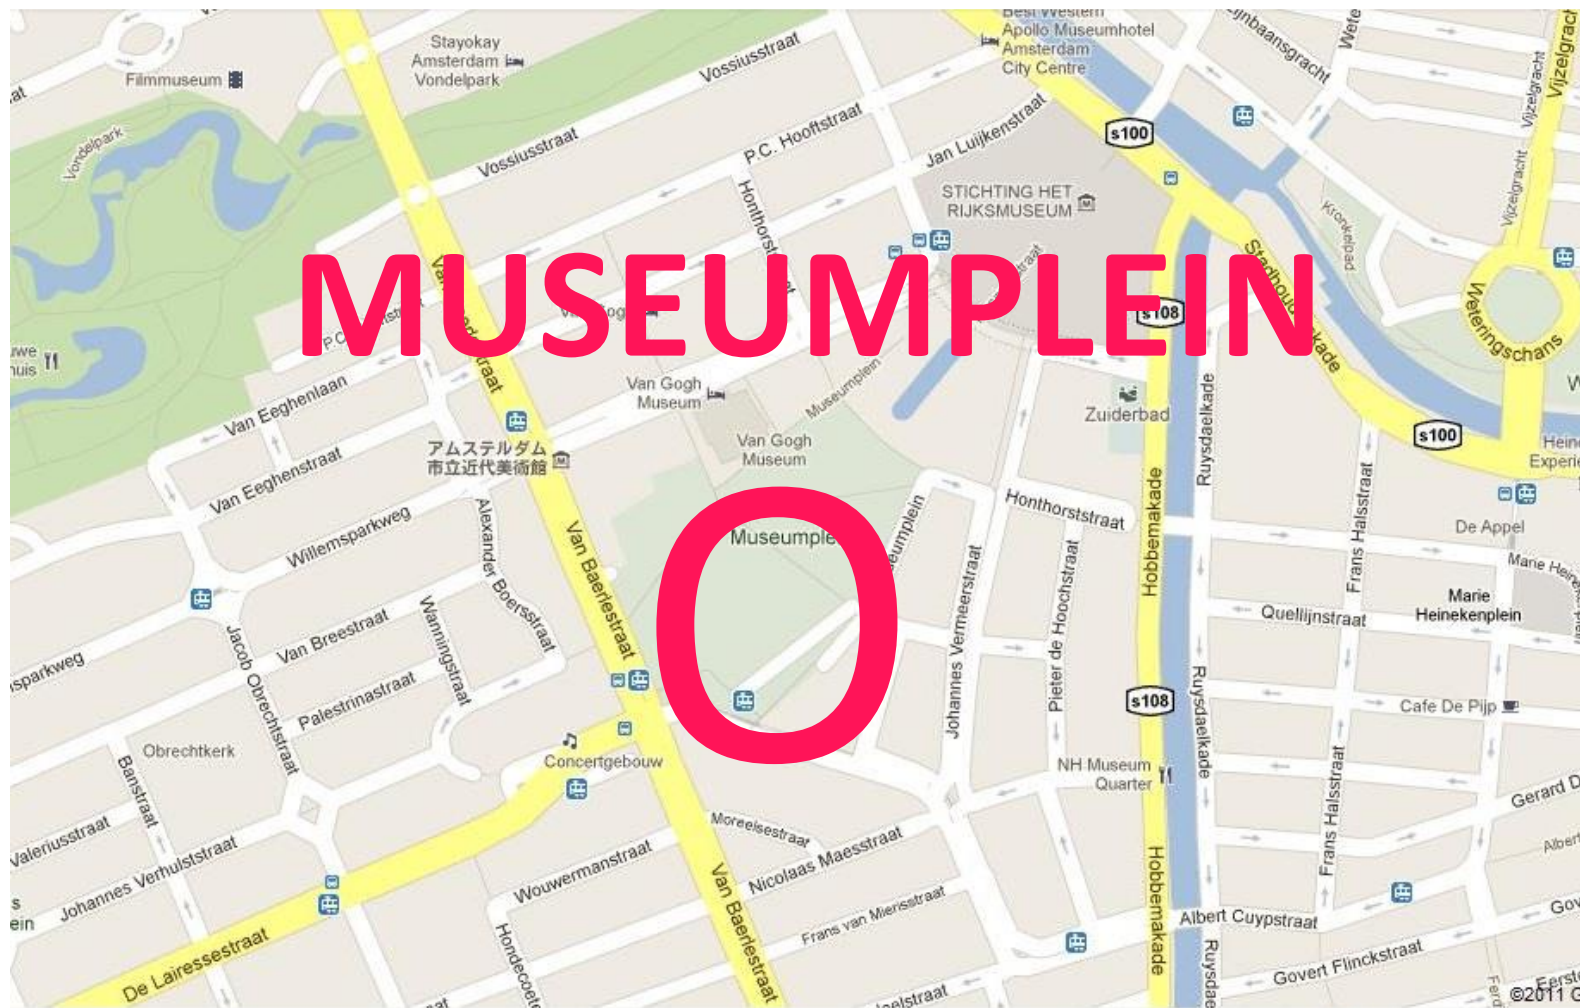 Best Western
Apollo Museumhotel
Amsterdam
City Centre
Stayokay
Amsterdam
Vondelpark
Filmmuseum
Vossiusstraat
Vijzelgracht
Vijzelgracht
Vijzelgracht
s100
P.C. Hooftstraat
Jan Luijkenstraat
Vondelpark
Vossiusstraat
STICHTING HET
RIJKSMUSEUM
MUSEUMPLEIN
s108
Weteringschans
Van Gogh
Museum
Museumplein
Zuiderbad
Van Eeghenlaan
Ruysdaelkade
アムステルダム
市立近代美術館
Van Gogh
Museum
s100
Van Eeghenstraat
Honthorststraat
Willemsparkweg
Alexander Boersstraat
O
De Appel
Hobbemakade
Frans Halsstraat
Van Baerlestraat
Johannes Vermeerstraat
Pieter de Hoochstraat
Marie
Heinekenplein
Quellijnstraat
Van Breestraat
Wanningstraat
Jacob Obrechtstraat
Palestrinastraat
s108
Ruysdaelkade
Cafe De Pijp
Obrechtkerk
Concertgebouw
NH Museum
Quarter
Banstraat
Frans Halsstraat
Gerard D
Valeriusstraat
Moreelsestraat
Johannes Verhulststraat
Wouwermanstraat
Nicolaas Maesstraat
Van Baerlestraat
Hobbemakade
Frans van Mierisstraat
Albert Cuypstraat
De Lairessestraat
Govert Flinckstraat
©2011 G